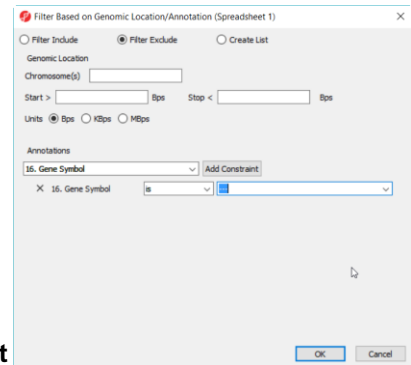 Filter Based on Genomic Location/Annotation (Spreadsheet 1)
Filter Include Filter Exclude Create List
Genomic Location
Chromosome(s)
Start > Bps Stop < Bps
Units Bps KBps MBps
Annotations
16. Gene Symbol Add Constraint
16. Gene Symbol is
t OK Cancel